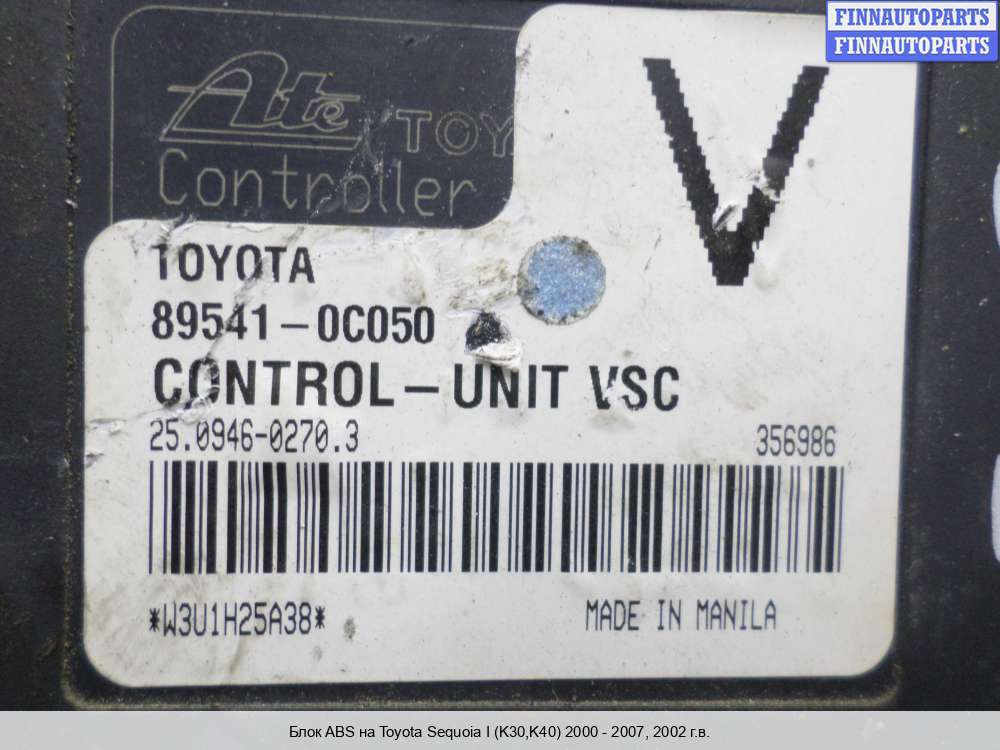 FINNAUTOPARTS
FINNAUTOPARTS
Ate TOY
Controller
V
TOYOTA
89541-0C050
CONTROL-UNIT VSC
25.0946-0270.3 356986
*W3U1H25A38* MADE IN MANILA
Блок ABS на Toyota Sequoia I (K30,K40) 2000 - 2007, 2002 г.в.